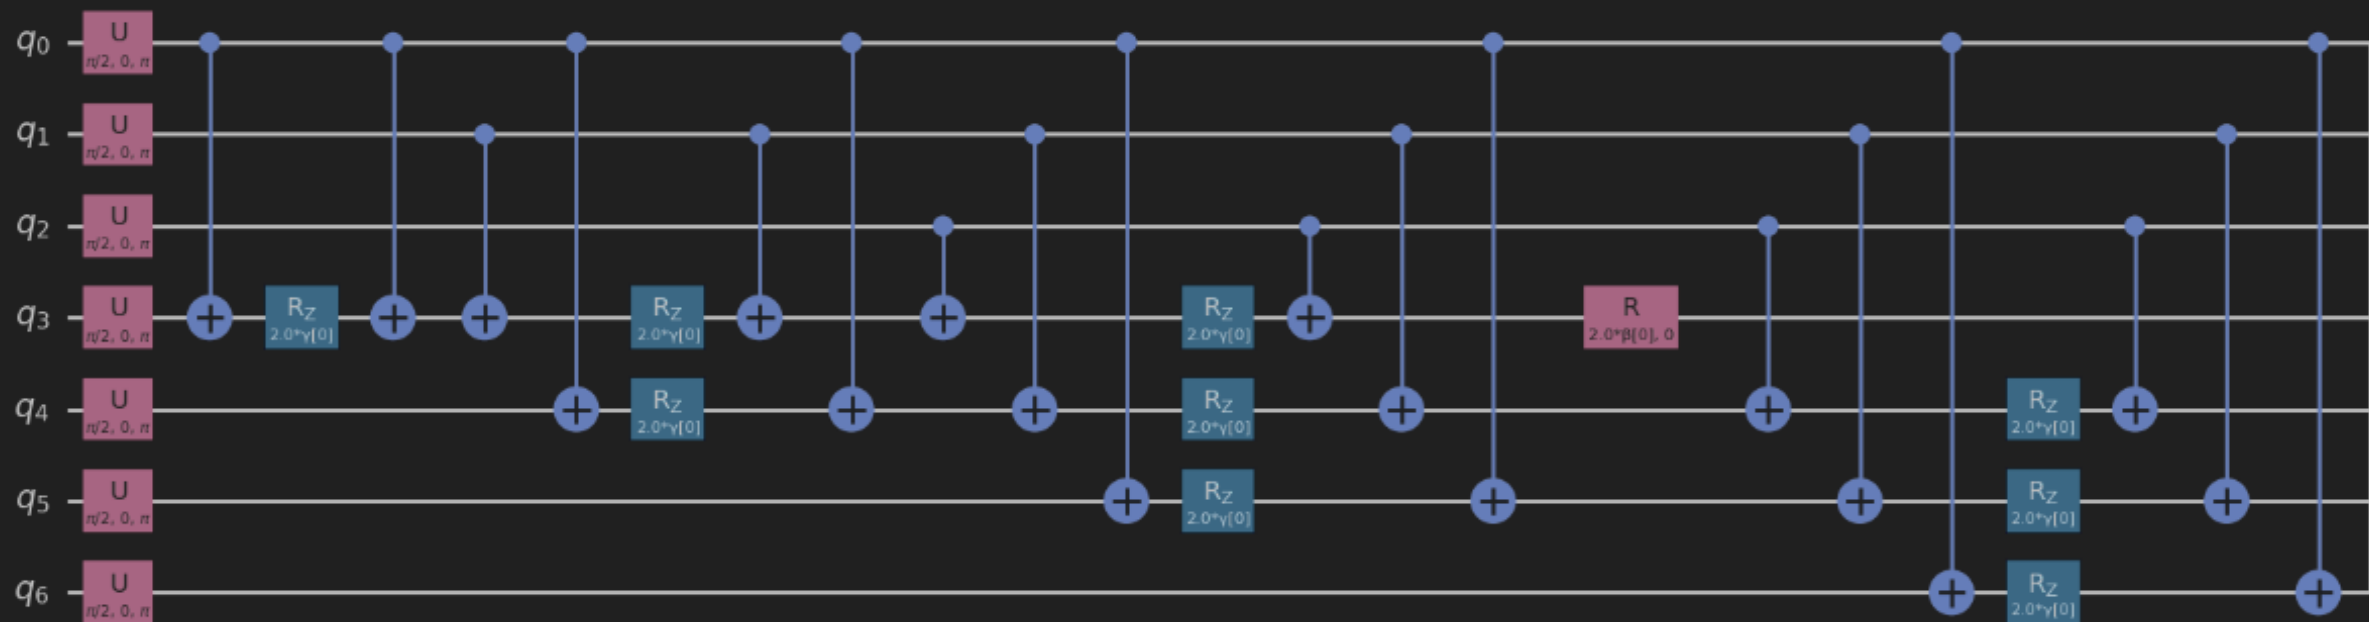 q0 U
π/2, 0, π
q1 U
π/2, 0, π
q2 U
π/2, 0, π
q3 U RZ RZ RZ R
π/2, 0, π 2.0*γ[0] 2.0*γ[0] 2.0*γ[0] 2.0*β[0], 0
q4 U RZ RZ RZ
π/2, 0, π 2.0*γ[0] 2.0*γ[0] 2.0*γ[0]
q5 U RZ RZ
π/2, 0, π 2.0*γ[0] 2.0*γ[0]
q6 U RZ
π/2, 0, π 2.0*γ[0]